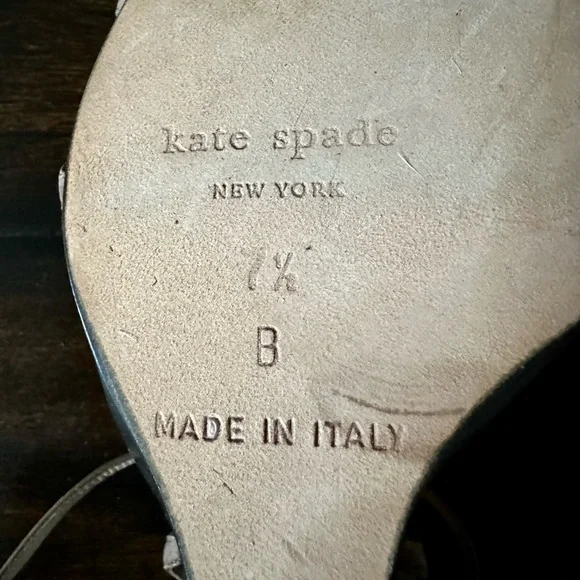 kate spade
NEW YORK
7½
B
MADE IN ITALY